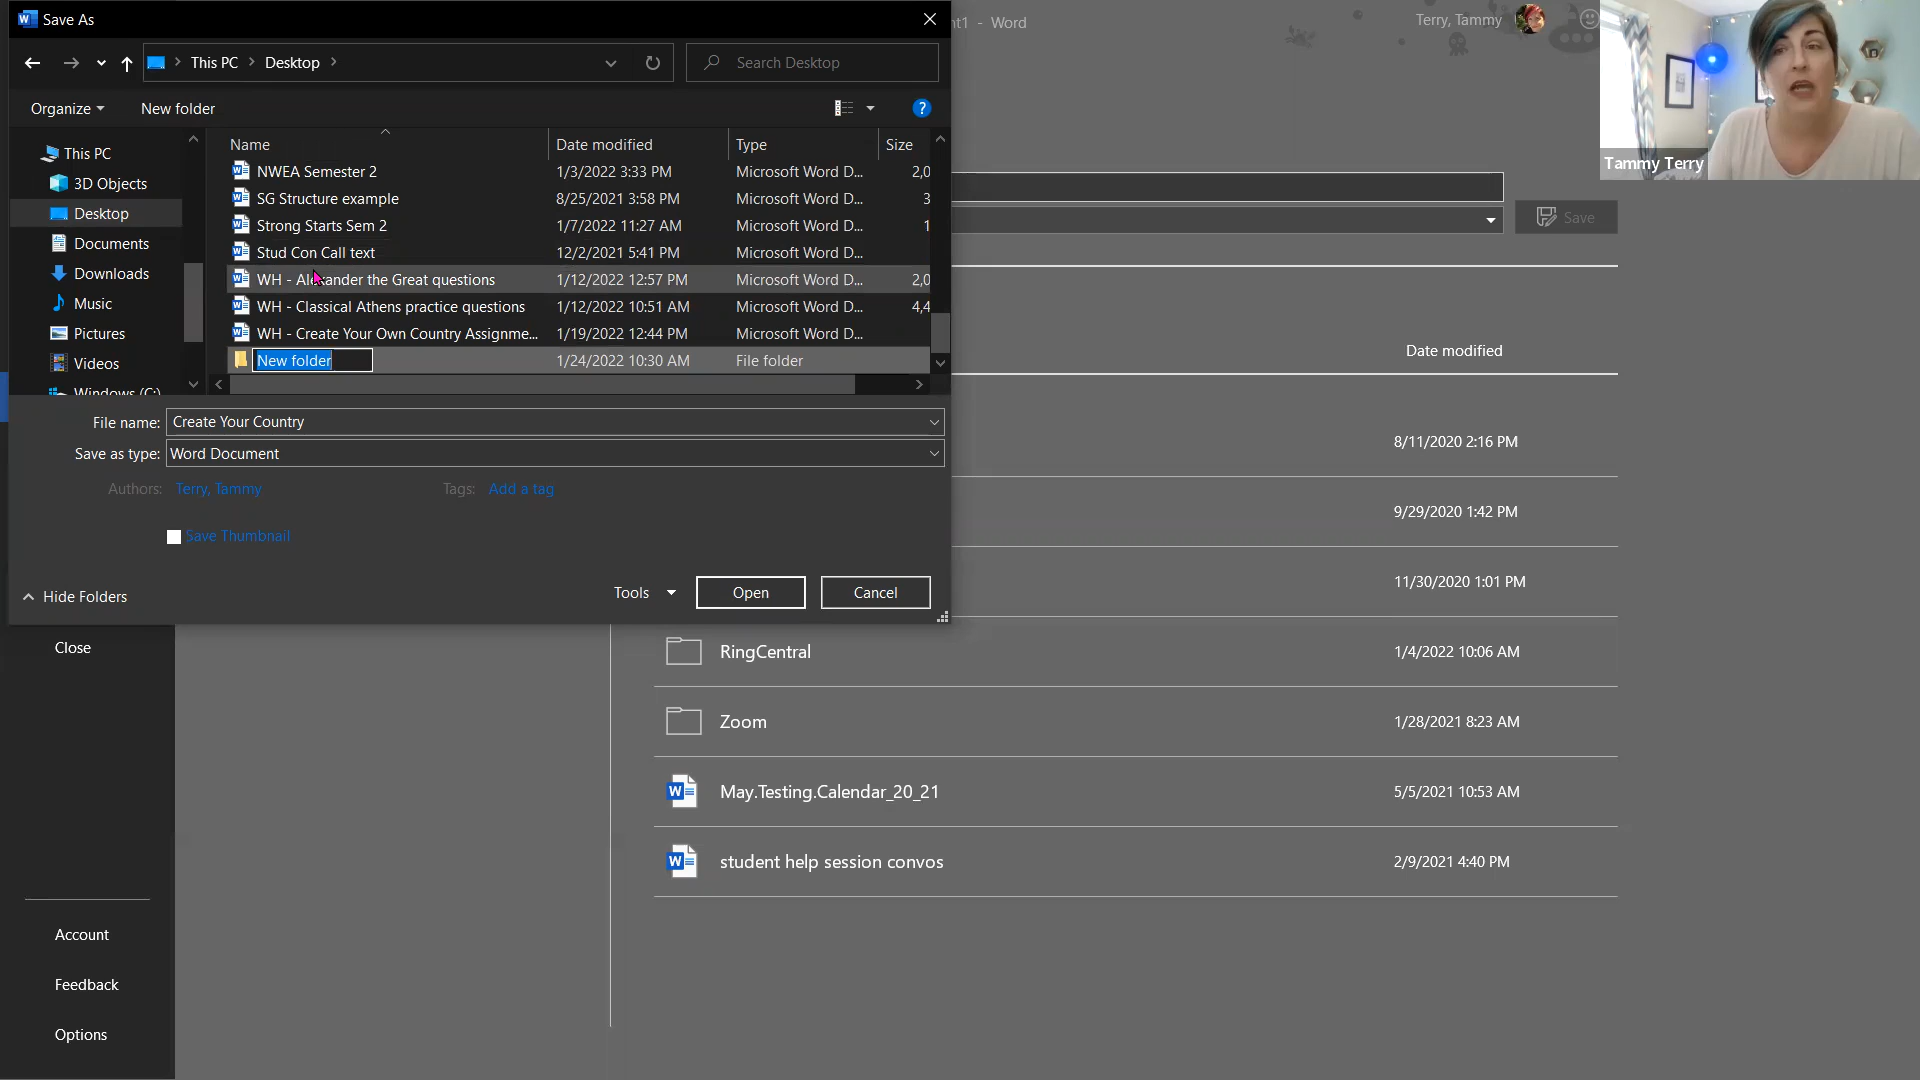 Save As
nt1 - Word
Terry, Tammy
This PC > Desktop >
Search Desktop
Organize
New folder
Name
Date modified
Type
Size
This PC
3D Objects
Desktop
Documents
Downloads
Music
Pictures
Videos
Windows (C:)
NWEA Semester 2 1/3/2022 3:33 PM Microsoft Word D... 2,0
SG Structure example 8/25/2021 3:58 PM Microsoft Word D... 3
Strong Starts Sem 2 1/7/2022 11:27 AM Microsoft Word D... 1
Stud Con Call text 12/2/2021 5:41 PM Microsoft Word D...
WH - Alexander the Great questions 1/12/2022 12:57 PM Microsoft Word D... 2,0
WH - Classical Athens practice questions 1/12/2022 10:51 AM Microsoft Word D... 4,4
WH - Create Your Own Country Assignme... 1/19/2022 12:44 PM Microsoft Word D...
New folder 1/24/2022 10:30 AM File folder
File name: Create Your Country
Save as type: Word Document
Authors: Terry, Tammy
Tags: Add a tag
Save Thumbnail
Hide Folders
Tools
Open
Cancel
Tammy Terry
Save
Date modified
8/11/2020 2:16 PM
9/29/2020 1:42 PM
11/30/2020 1:01 PM
RingCentral 1/4/2022 10:06 AM
Zoom 1/28/2021 8:23 AM
May.Testing.Calendar_20_21 5/5/2021 10:53 AM
student help session convos 2/9/2021 4:40 PM
Close
Account
Feedback
Options